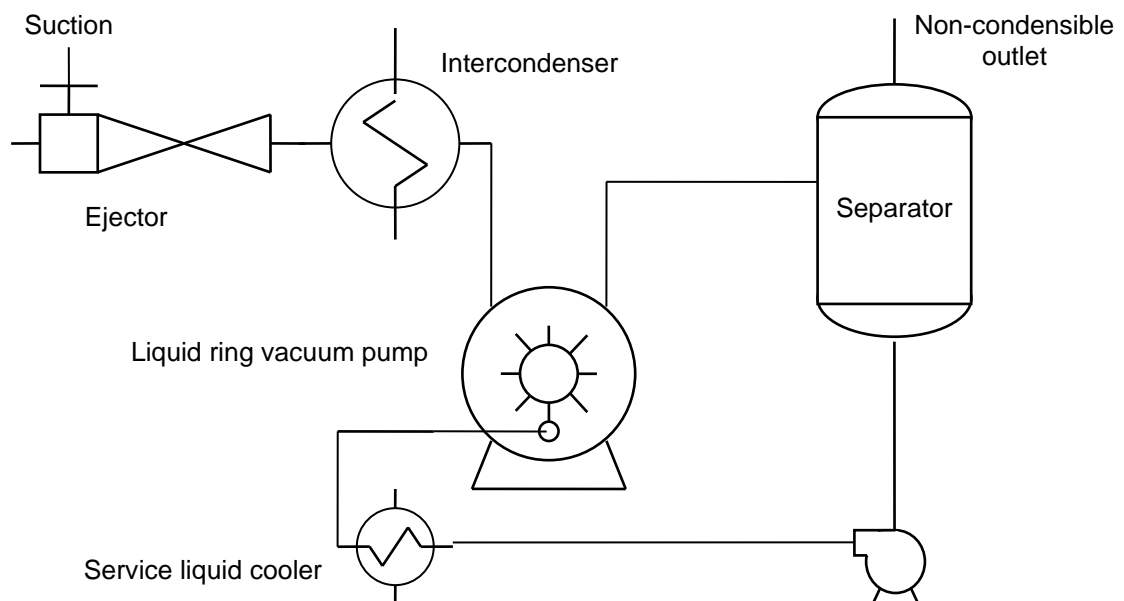 Suction
Non-condensible
outlet
Intercondenser
Ejector
Separator
Liquid ring vacuum pump
Service liquid cooler